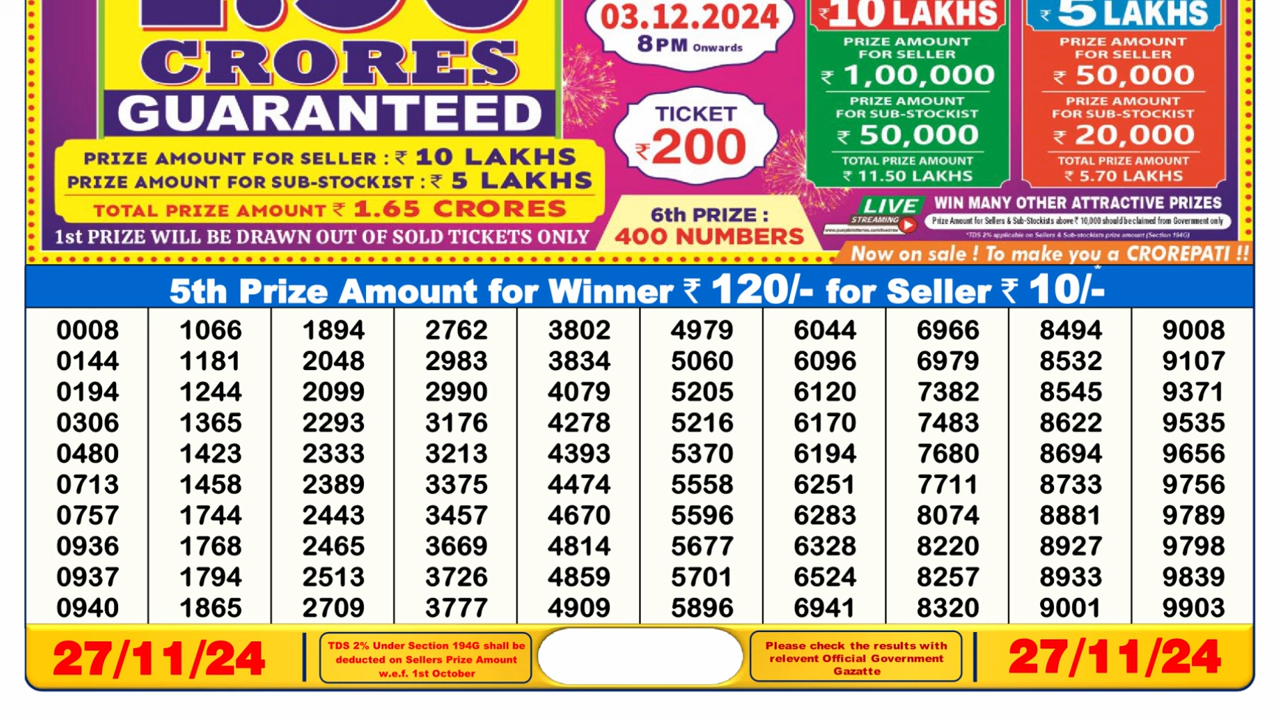 CRORES
GUARANTEED
PRIZE AMOUNT FOR SELLER : ₹ 10 LAKHS
PRIZE AMOUNT FOR SUB-STOCKIST : ₹ 5 LAKHS
TOTAL PRIZE AMOUNT ₹ 1.65 CRORES
1st PRIZE WILL BE DRAWN OUT OF SOLD TICKETS ONLY
03.12.2024
8PM Onwards
TICKET
₹200
6th PRIZE :
400 NUMBERS
₹10 LAKHS
PRIZE AMOUNT
FOR SELLER
₹ 1,00,000
PRIZE AMOUNT
FOR SUB-STOCKIST
₹ 50,000
TOTAL PRIZE AMOUNT
₹ 11.50 LAKHS
₹ 5 LAKHS
PRIZE AMOUNT
FOR SELLER
₹ 50,000
PRIZE AMOUNT
FOR SUB-STOCKIST
₹ 20,000
TOTAL PRIZE AMOUNT
₹ 5.70 LAKHS
LIVE
STREAMING
WIN MANY OTHER ATTRACTIVE PRIZES
Prize Amount for Sellers & Sub-Stockists above ₹ 10,000 should be claimed from Government only
*TDS 2% applicable on Sellers & Sub-stockists prize amount (Section 194G)
Now on sale ! To make you a CROREPATI !!
5th Prize Amount for Winner ₹ 120/- for Seller ₹ 10/-*
0008 1066 1894 2762 3802 4979 6044 6966 8494 9008
0144 1181 2048 2983 3834 5060 6096 6979 8532 9107
0194 1244 2099 2990 4079 5205 6120 7382 8545 9371
0306 1365 2293 3176 4278 5216 6170 7483 8622 9535
0480 1423 2333 3213 4393 5370 6194 7680 8694 9656
0713 1458 2389 3375 4474 5558 6251 7711 8733 9756
0757 1744 2443 3457 4670 5596 6283 8074 8881 9789
0936 1768 2465 3669 4814 5677 6328 8220 8927 9798
0937 1794 2513 3726 4859 5701 6524 8257 8933 9839
0940 1865 2709 3777 4909 5896 6941 8320 9001 9903
27/11/24
TDS 2% Under Section 194G shall be
deducted on Sellers Prize Amount
w.e.f. 1st October
Please check the results with
relevent Official Government
Gazatte
27/11/24